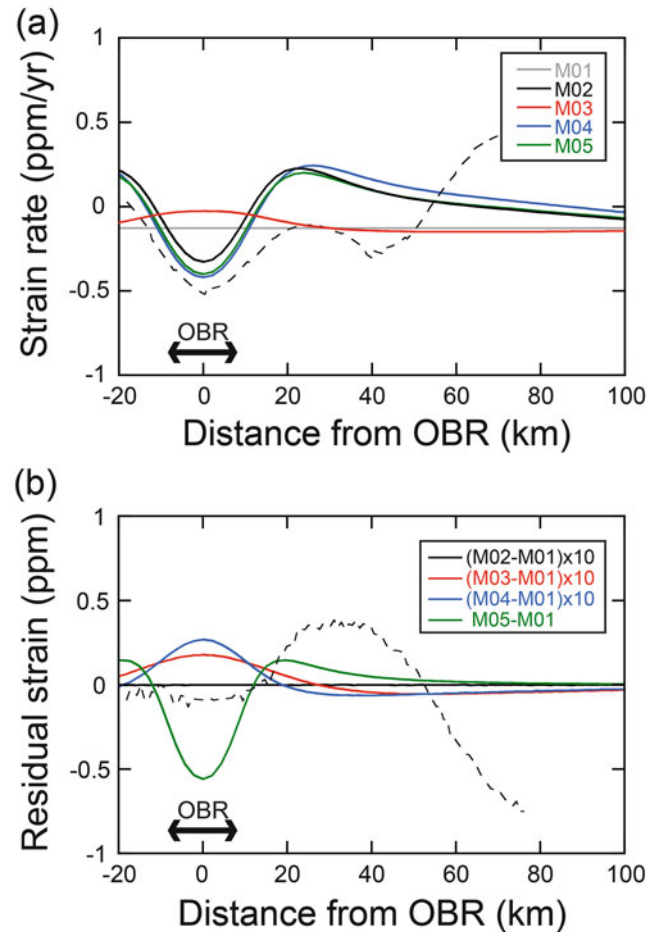 (a)
1
0.5
0
-0.5
-1
Strain rate (ppm/yr)
M01
M02
M03
M04
M05
OBR
-20 0 20 40 60 80 100
Distance from OBR (km)
(b)
1
0.5
0
-0.5
-1
Residual strain (ppm)
(M02-M01)x10
(M03-M01)x10
(M04-M01)x10
M05-M01
OBR
-20 0 20 40 60 80 100
Distance from OBR (km)